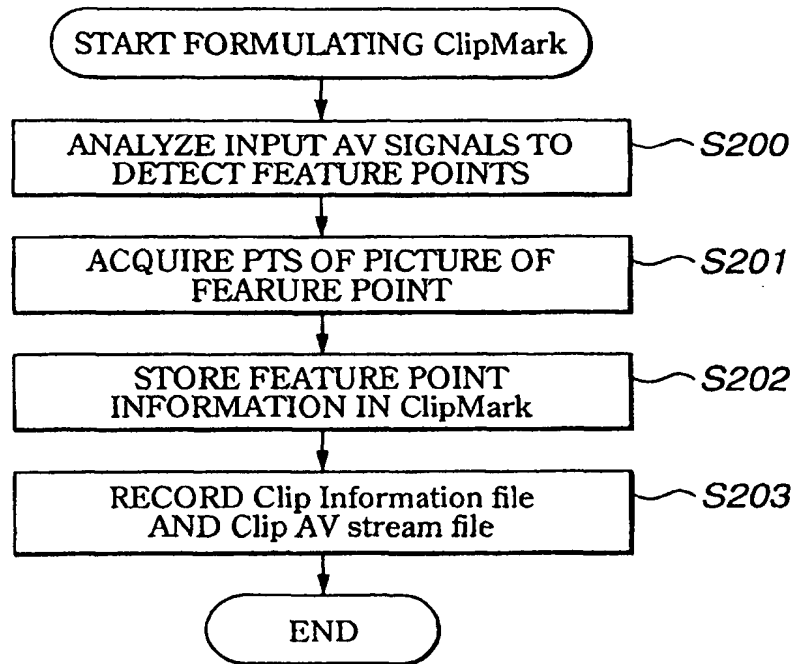 START FORMULATING ClipMark
ANALYZE INPUT AV SIGNALS TO
DETECT FEATURE POINTS
S200
ACQUIRE PTS OF PICTURE OF
FEARURE POINT
S201
STORE FEATURE POINT
INFORMATION IN ClipMark
S202
RECORD Clip Information file
AND Clip AV stream file
S203
END